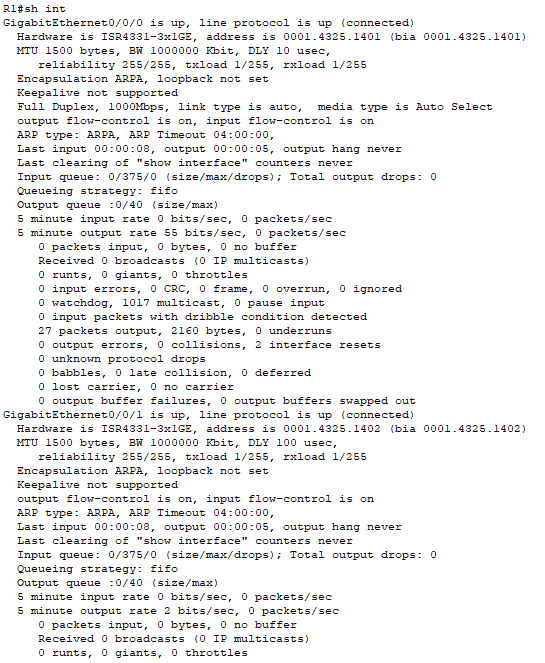 R1#sh int
GigabitEthernet0/0/0 is up, line protocol is up (connected)
Hardware is ISR4331-3x1GE, address is 0001.4325.1401 (bia 0001.4325.1401)
MTU 1500 bytes, BW 1000000 Kbit, DLY 10 usec,
reliability 255/255, txload 1/255, rxload 1/255
Encapsulation ARPA, loopback not set
Keepalive not supported
Full Duplex, 1000Mbps, link type is auto,  media type is Auto Select
output flow-control is on, input flow-control is on
ARP type: ARPA, ARP Timeout 04:00:00,
Last input 00:00:08, output 00:00:05, output hang never
Last clearing of "show interface" counters never
Input queue: 0/375/0 (size/max/drops); Total output drops: 0
Queueing strategy: fifo
Output queue :0/40 (size/max)
5 minute input rate 0 bits/sec, 0 packets/sec
5 minute output rate 55 bits/sec, 0 packets/sec
0 packets input, 0 bytes, 0 no buffer
Received 0 broadcasts (0 IP multicasts)
0 runts, 0 giants, 0 throttles
0 input errors, 0 CRC, 0 frame, 0 overrun, 0 ignored
0 watchdog, 1017 multicast, 0 pause input
0 input packets with dribble condition detected
27 packets output, 2160 bytes, 0 underruns
0 output errors, 0 collisions, 2 interface resets
0 unknown protocol drops
0 babbles, 0 late collision, 0 deferred
0 lost carrier, 0 no carrier
0 output buffer failures, 0 output buffers swapped out
GigabitEthernet0/0/1 is up, line protocol is up (connected)
Hardware is ISR4331-3x1GE, address is 0001.4325.1402 (bia 0001.4325.1402)
MTU 1500 bytes, BW 1000000 Kbit, DLY 100 usec,
reliability 255/255, txload 1/255, rxload 1/255
Encapsulation ARPA, loopback not set
Keepalive not supported
output flow-control is on, input flow-control is on
ARP type: ARPA, ARP Timeout 04:00:00,
Last input 00:00:08, output 00:00:05, output hang never
Last clearing of "show interface" counters never
Input queue: 0/375/0 (size/max/drops); Total output drops: 0
Queueing strategy: fifo
Output queue :0/40 (size/max)
5 minute input rate 0 bits/sec, 0 packets/sec
5 minute output rate 2 bits/sec, 0 packets/sec
0 packets input, 0 bytes, 0 no buffer
Received 0 broadcasts (0 IP multicasts)
0 runts, 0 giants, 0 throttles